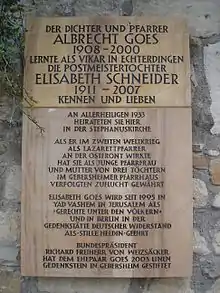 DER DICHTER UND PFARRER
ALBRECHT GOES
1908 - 2000
LERNTE ALS VIKAR IN ECHTERDINGEN
DIE POSTMEISTERTOCHTER
ELISABETH SCHNEIDER
1911 - 2007
KENNEN UND LIEBEN
AN ALLERHEILIGEN 1933
HEIRATETEN SIE HIER
IN DER STEPHANUSKIRCHE
ALS ER IM ZWEITEN WELTKRIEG
ALS LAZARETTPFARRER
AN DER OSTFRONT WIRKTE
HAT SIE ALS JUNGE PFARRFRAU
UND MUTTER VON DREI TÖCHTERN
IM GEBERSHEIMER PFARRHAUS
VERFOLGTEN ZUFLUCHT GEWÄHRT
ELISABETH GOES WIRD SEIT 1995 IN
YAD VASHEM IN JERUSALEM ALS
„GERECHTE UNTER DEN VÖLKERN“
UND IN BERLIN IN DER
GEDENKSTÄTTE DEUTSCHER WIDERSTAND
ALS STILLE HELDIN GEEHRT
BUNDESPRÄSIDENT
RICHARD FREIHERR VON WEIZSÄCKER
HAT DEM EHEPAAR GOES 2003 EINEN
GEDENKSTEIN IN GEBERSHEIM GESTIFTET